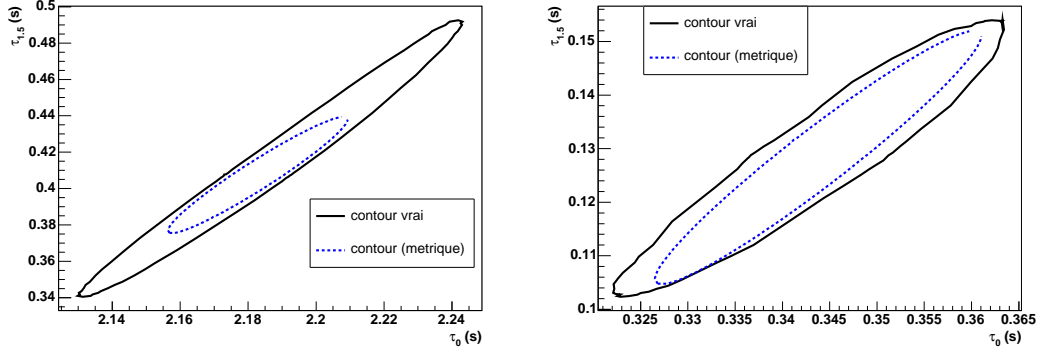 τ1.5 (s)
0.5
0.48
0.46
0.44
0.42
0.4
0.38
0.36
0.34
2.14 2.16 2.18 2.2 2.22 2.24
τ0 (s)
contour vrai
contour (metrique)
τ1.5 (s)
0.15
0.14
0.13
0.12
0.11
0.1
0.325 0.33 0.335 0.34 0.345 0.35 0.355 0.36 0.365
τ0 (s)
contour vrai
contour (metrique)